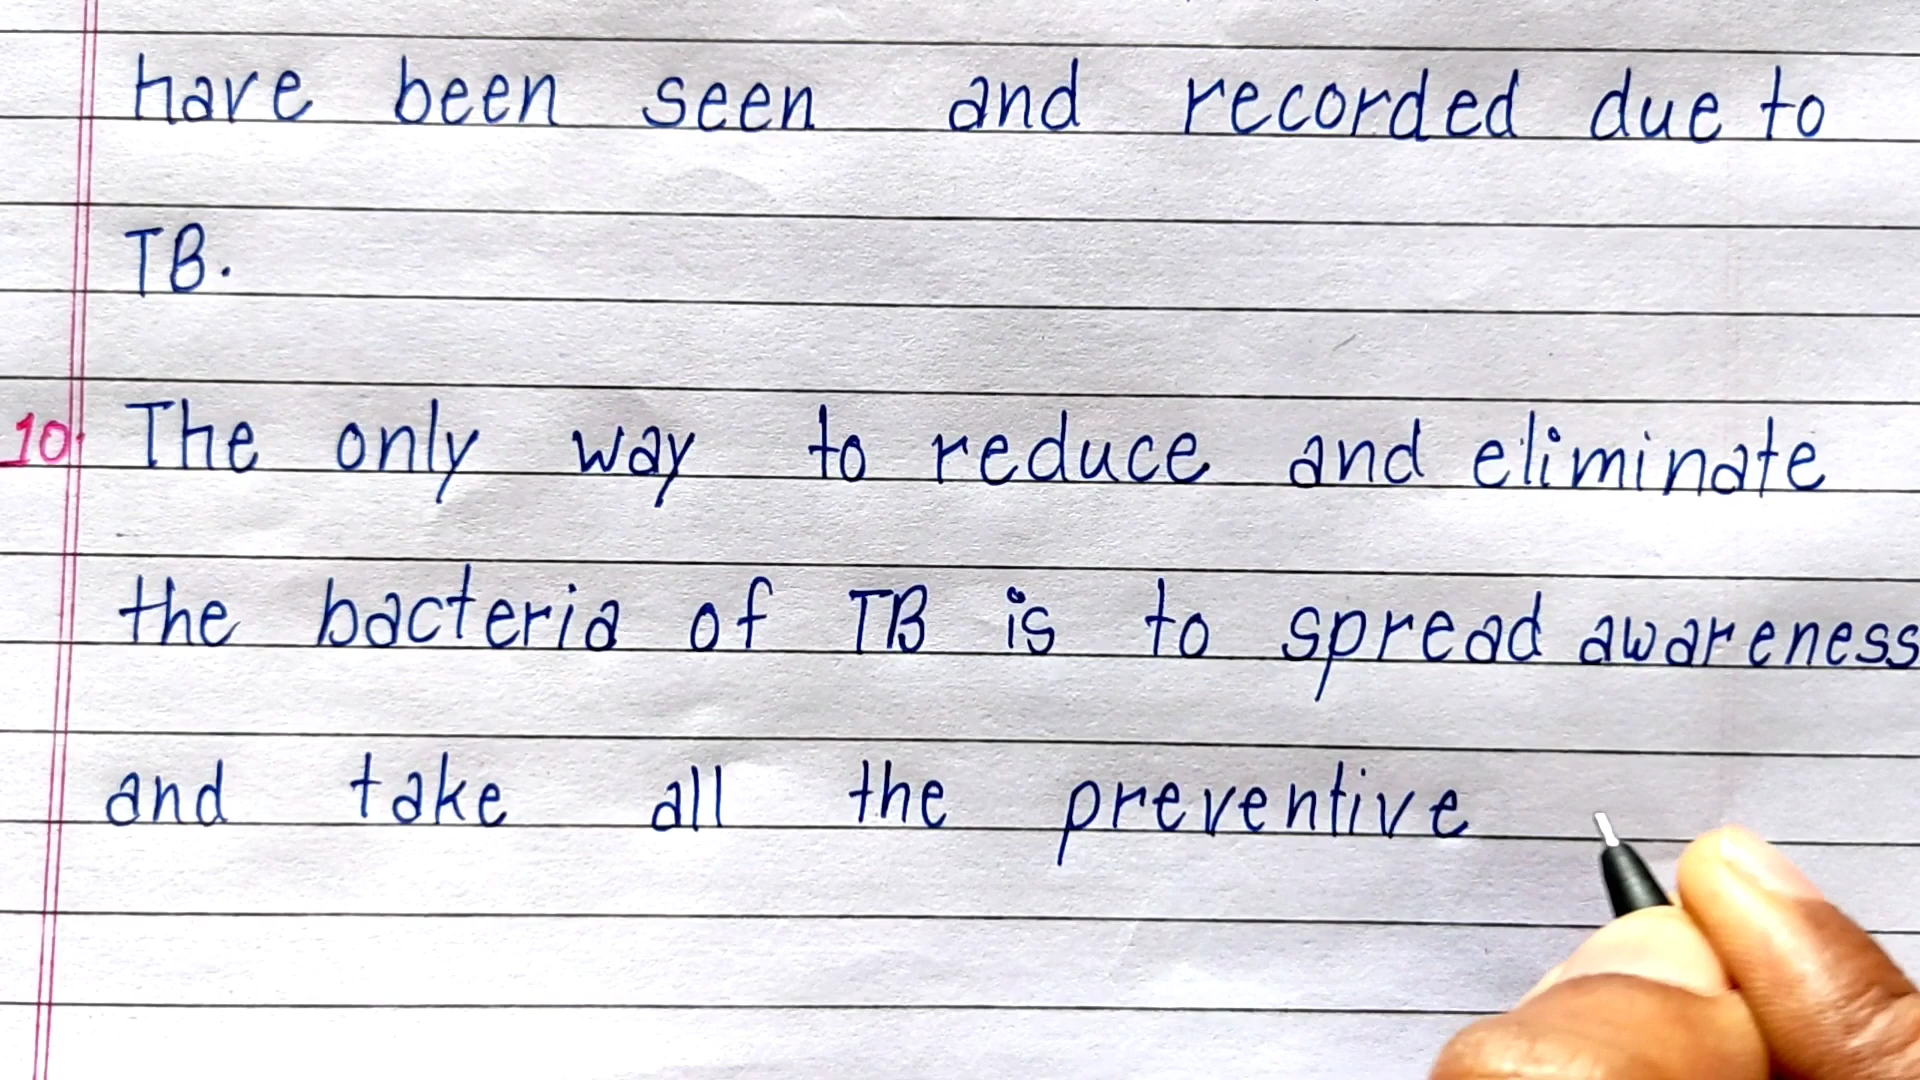 have been seen and recorded due to
TB.
10. The only way to reduce and eliminate
the bacteria of TB is to spread awareness
and take all the preventive